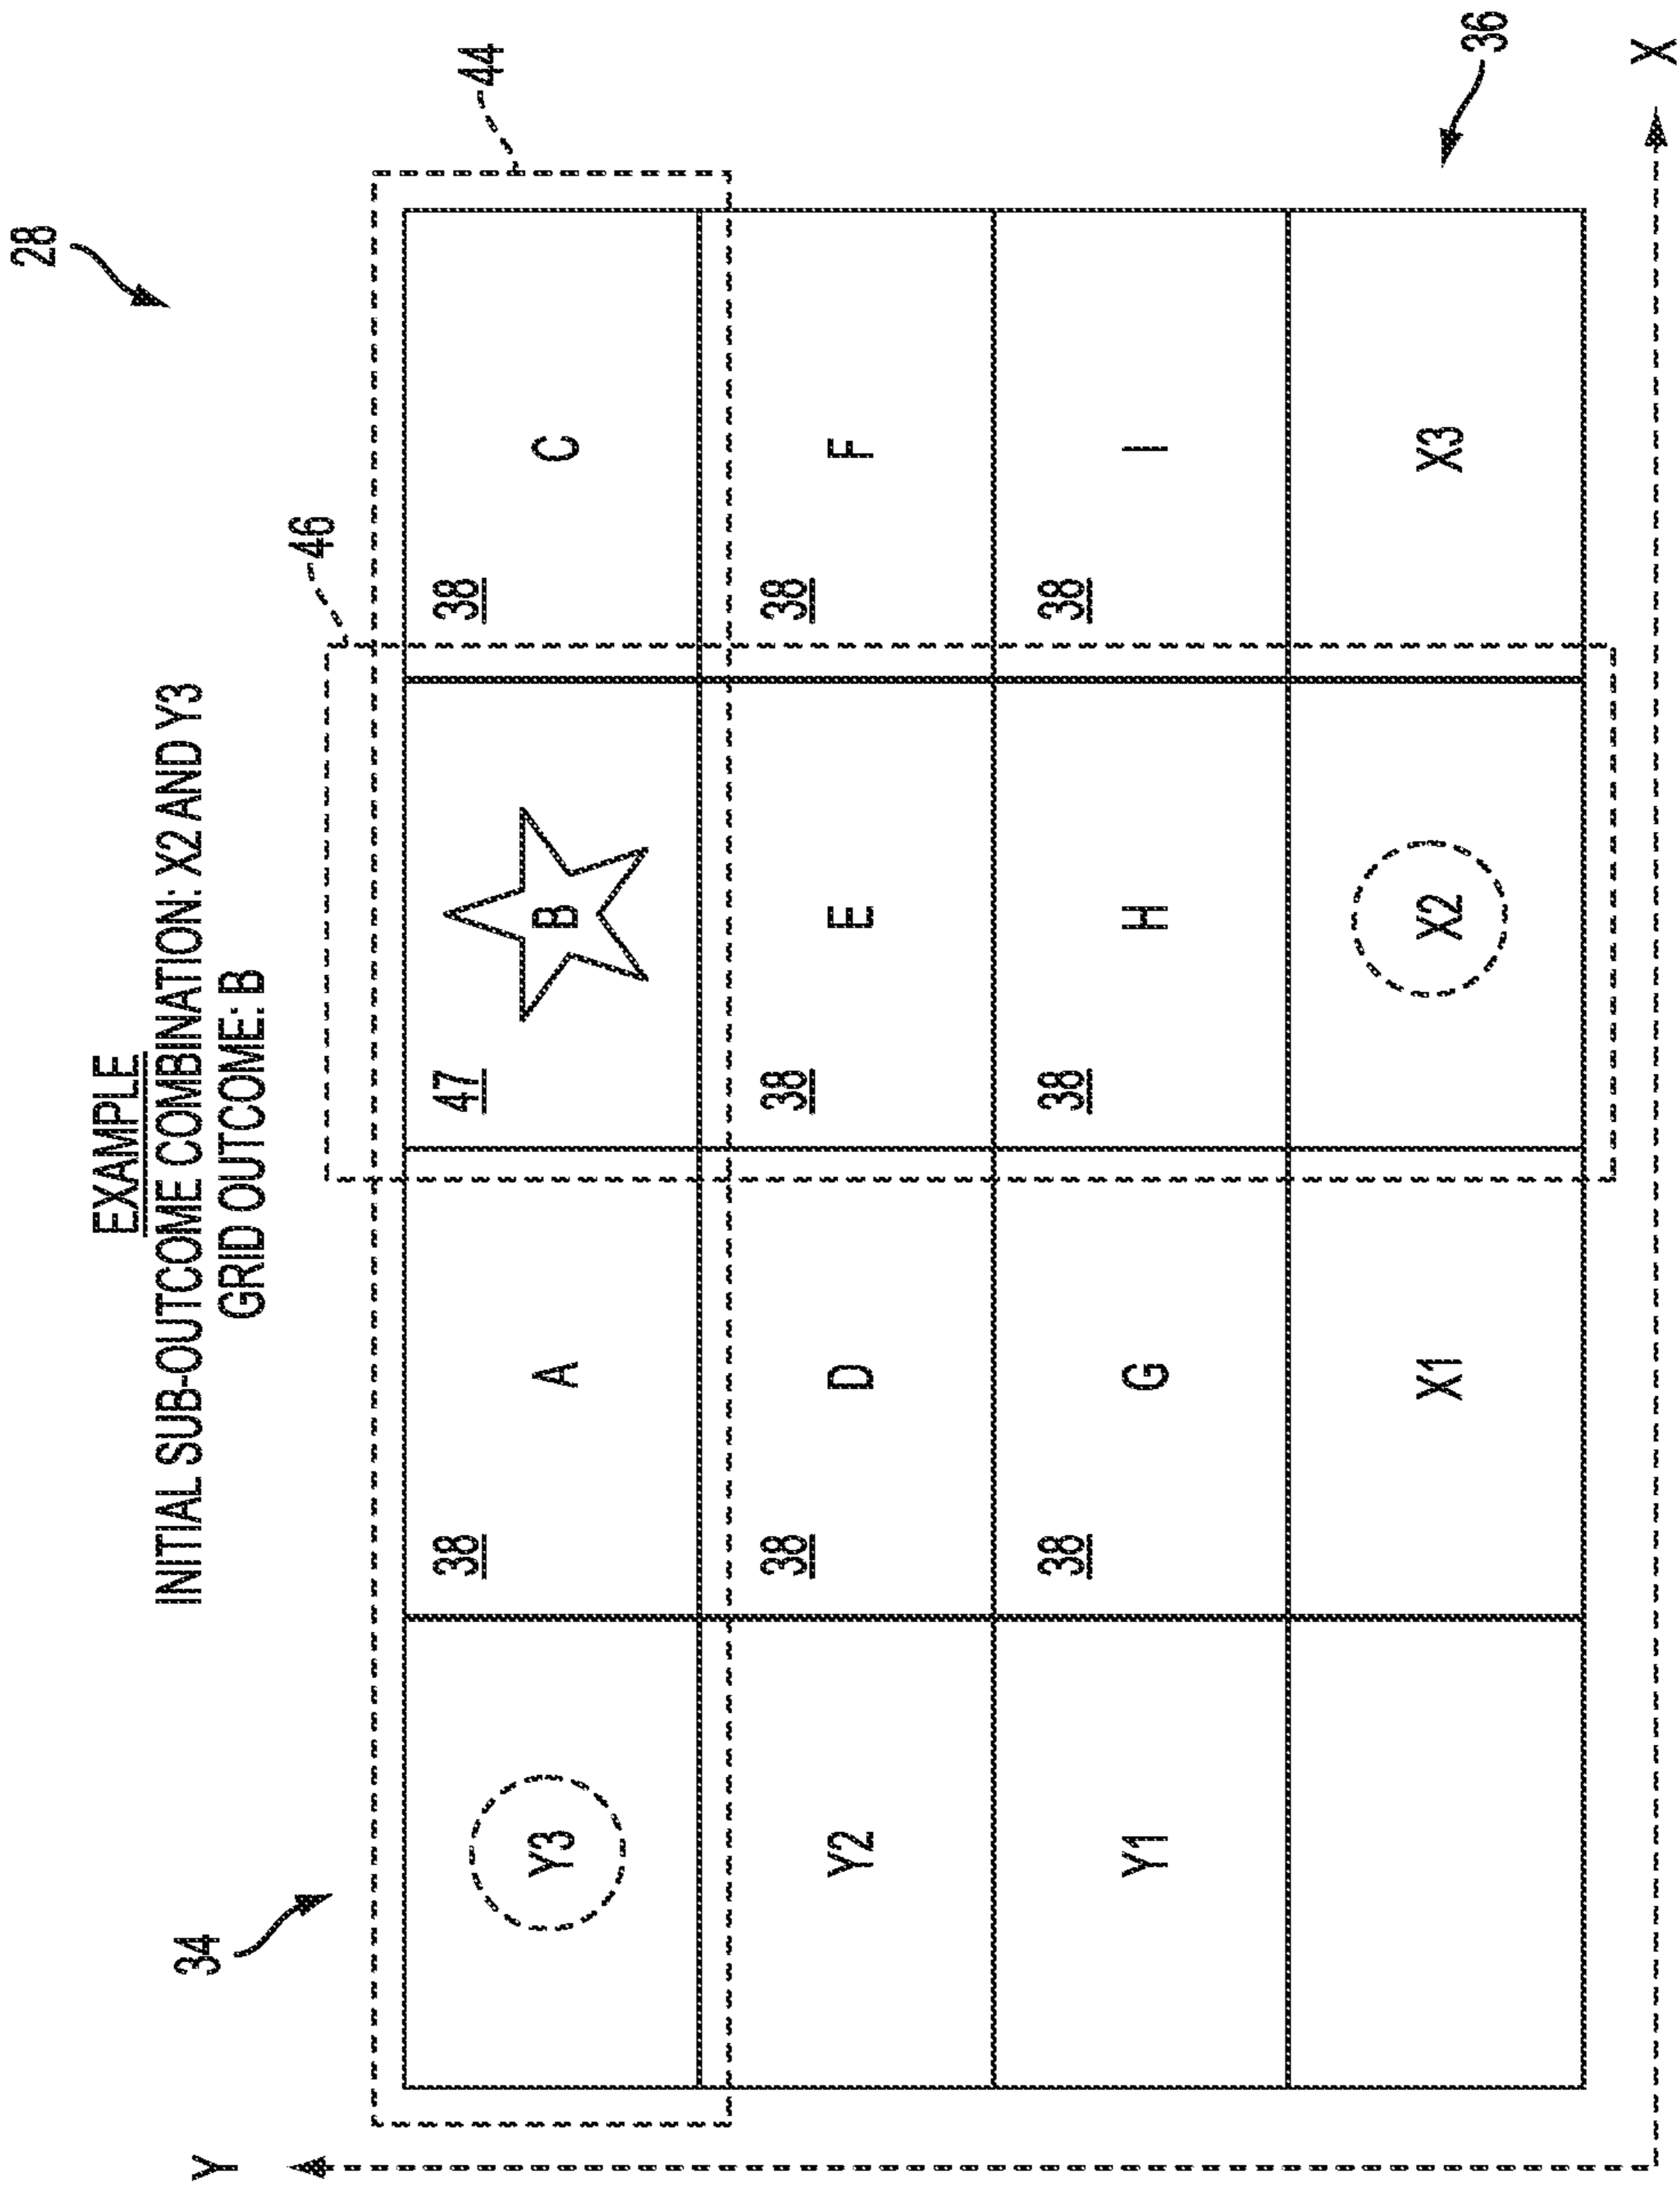 EXAMPLE
INITIAL SUB-OUTCOME COMBINATION: X2 AND Y3
GRID OUTCOME: B
28
34
46
44
Y
Y3
38
A
47
B
38
C
Y2
38
D
38
E
38
F
Y1
38
G
38
H
38
I
X1
X2
X3
36
X